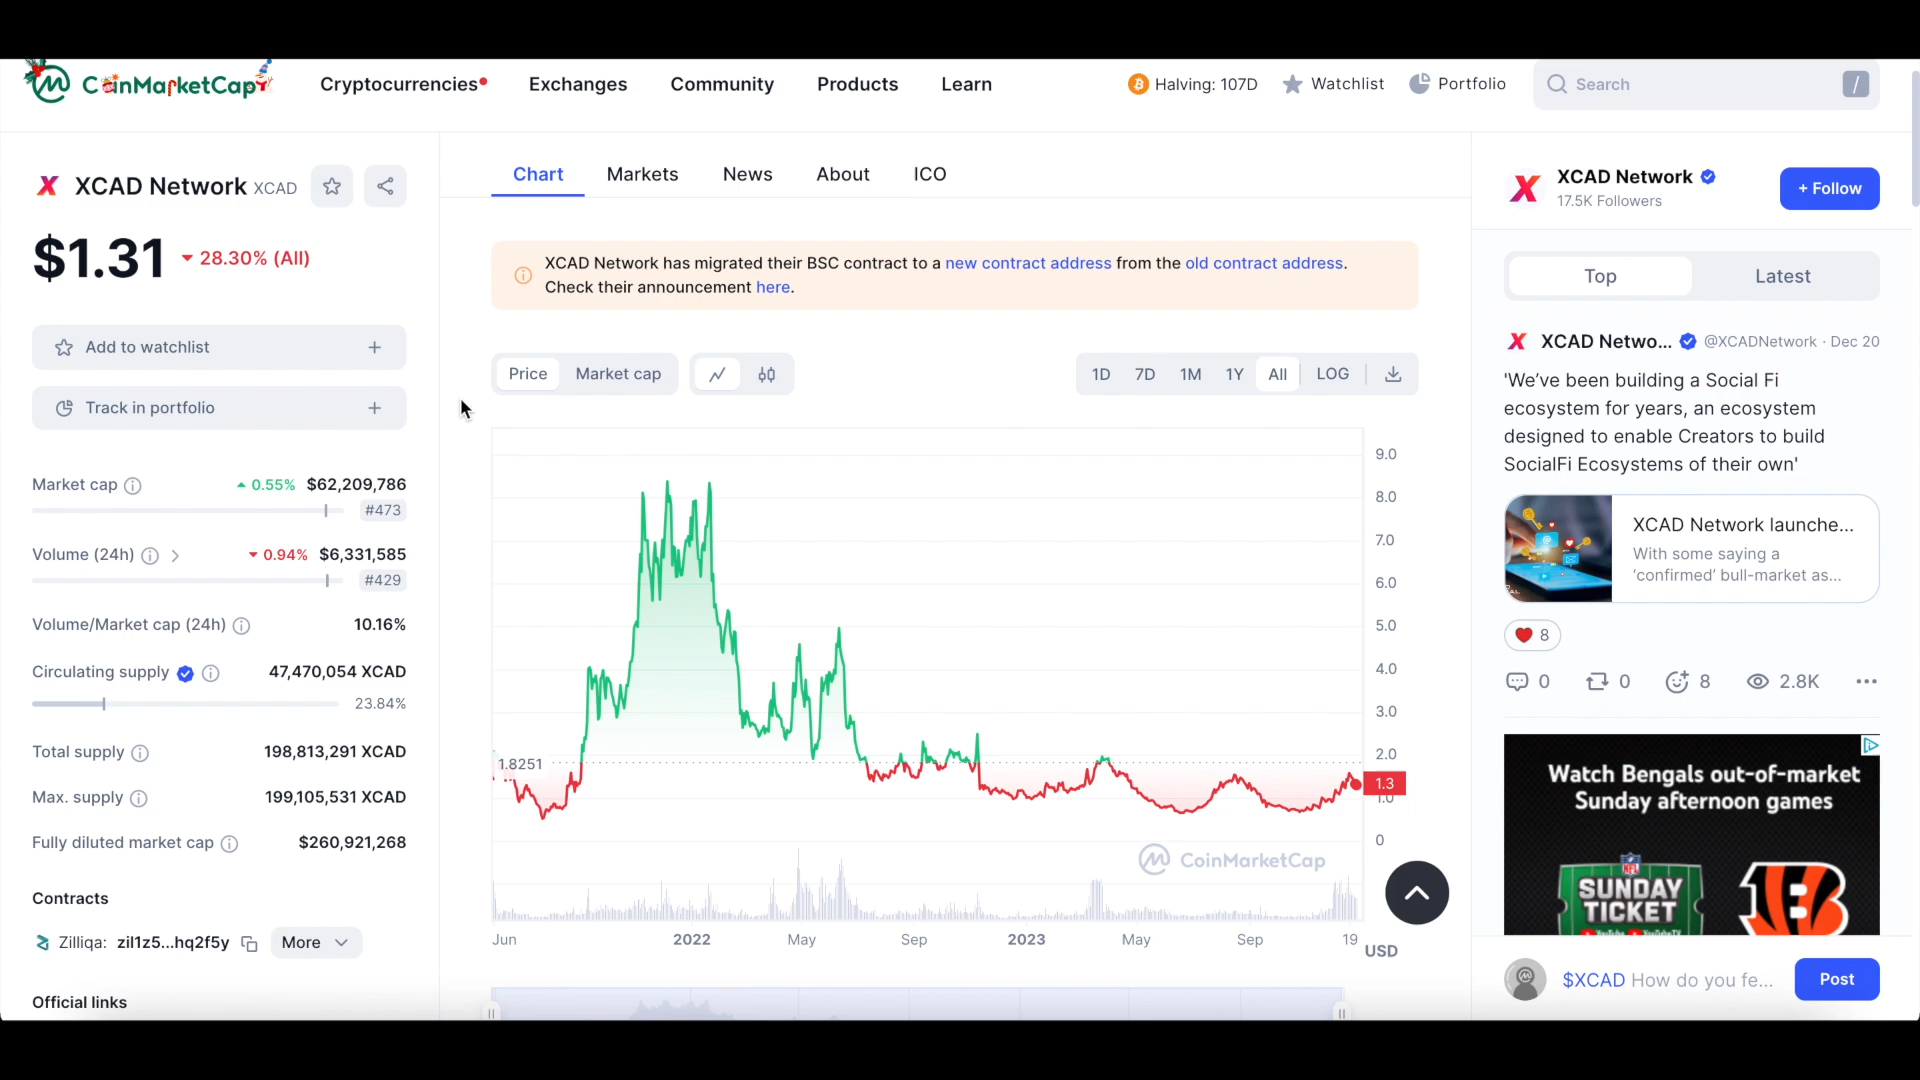 CoinMarketCap
Cryptocurrencies
Exchanges
Community
Products
Learn
Halving: 107D
Watchlist
Portfolio
Search
/
XCAD Network XCAD
$1.31
28.30% (All)
Add to watchlist
Track in portfolio
Market cap
0.55% $62,209,786
#473
Volume (24h)
0.94% $6,331,585
#429
Volume/Market cap (24h)
10.16%
Circulating supply
47,470,054 XCAD
23.84%
Total supply
198,813,291 XCAD
Max. supply
199,105,531 XCAD
Fully diluted market cap
$260,921,268
Contracts
Zilliqa: zil1z5...hq2f5y
More
Official links
Chart
Markets
News
About
ICO
XCAD Network has migrated their BSC contract to a new contract address from the old contract address.
Check their announcement here.
Price
Market cap
1D
7D
1M
1Y
All
LOG
9.0
8.0
7.0
6.0
5.0
4.0
3.0
2.0
1.3
1.0
0
1.8251
CoinMarketCap
Jun
2022
May
Sep
2023
May
Sep
19
USD
XCAD Network
17.5K Followers
+ Follow
Top
Latest
XCAD Netwo... @XCADNetwork · Dec 20
'We’ve been building a Social Fi
ecosystem for years, an ecosystem
designed to enable Creators to build
SocialFi Ecosystems of their own'
XCAD Network launche...
With some saying a
‘confirmed’ bull-market as...
8
0
0
8
2.8K
Watch Bengals out-of-market
Sunday afternoon games
NFL
SUNDAY
TICKET
$XCAD How do you fe...
Post